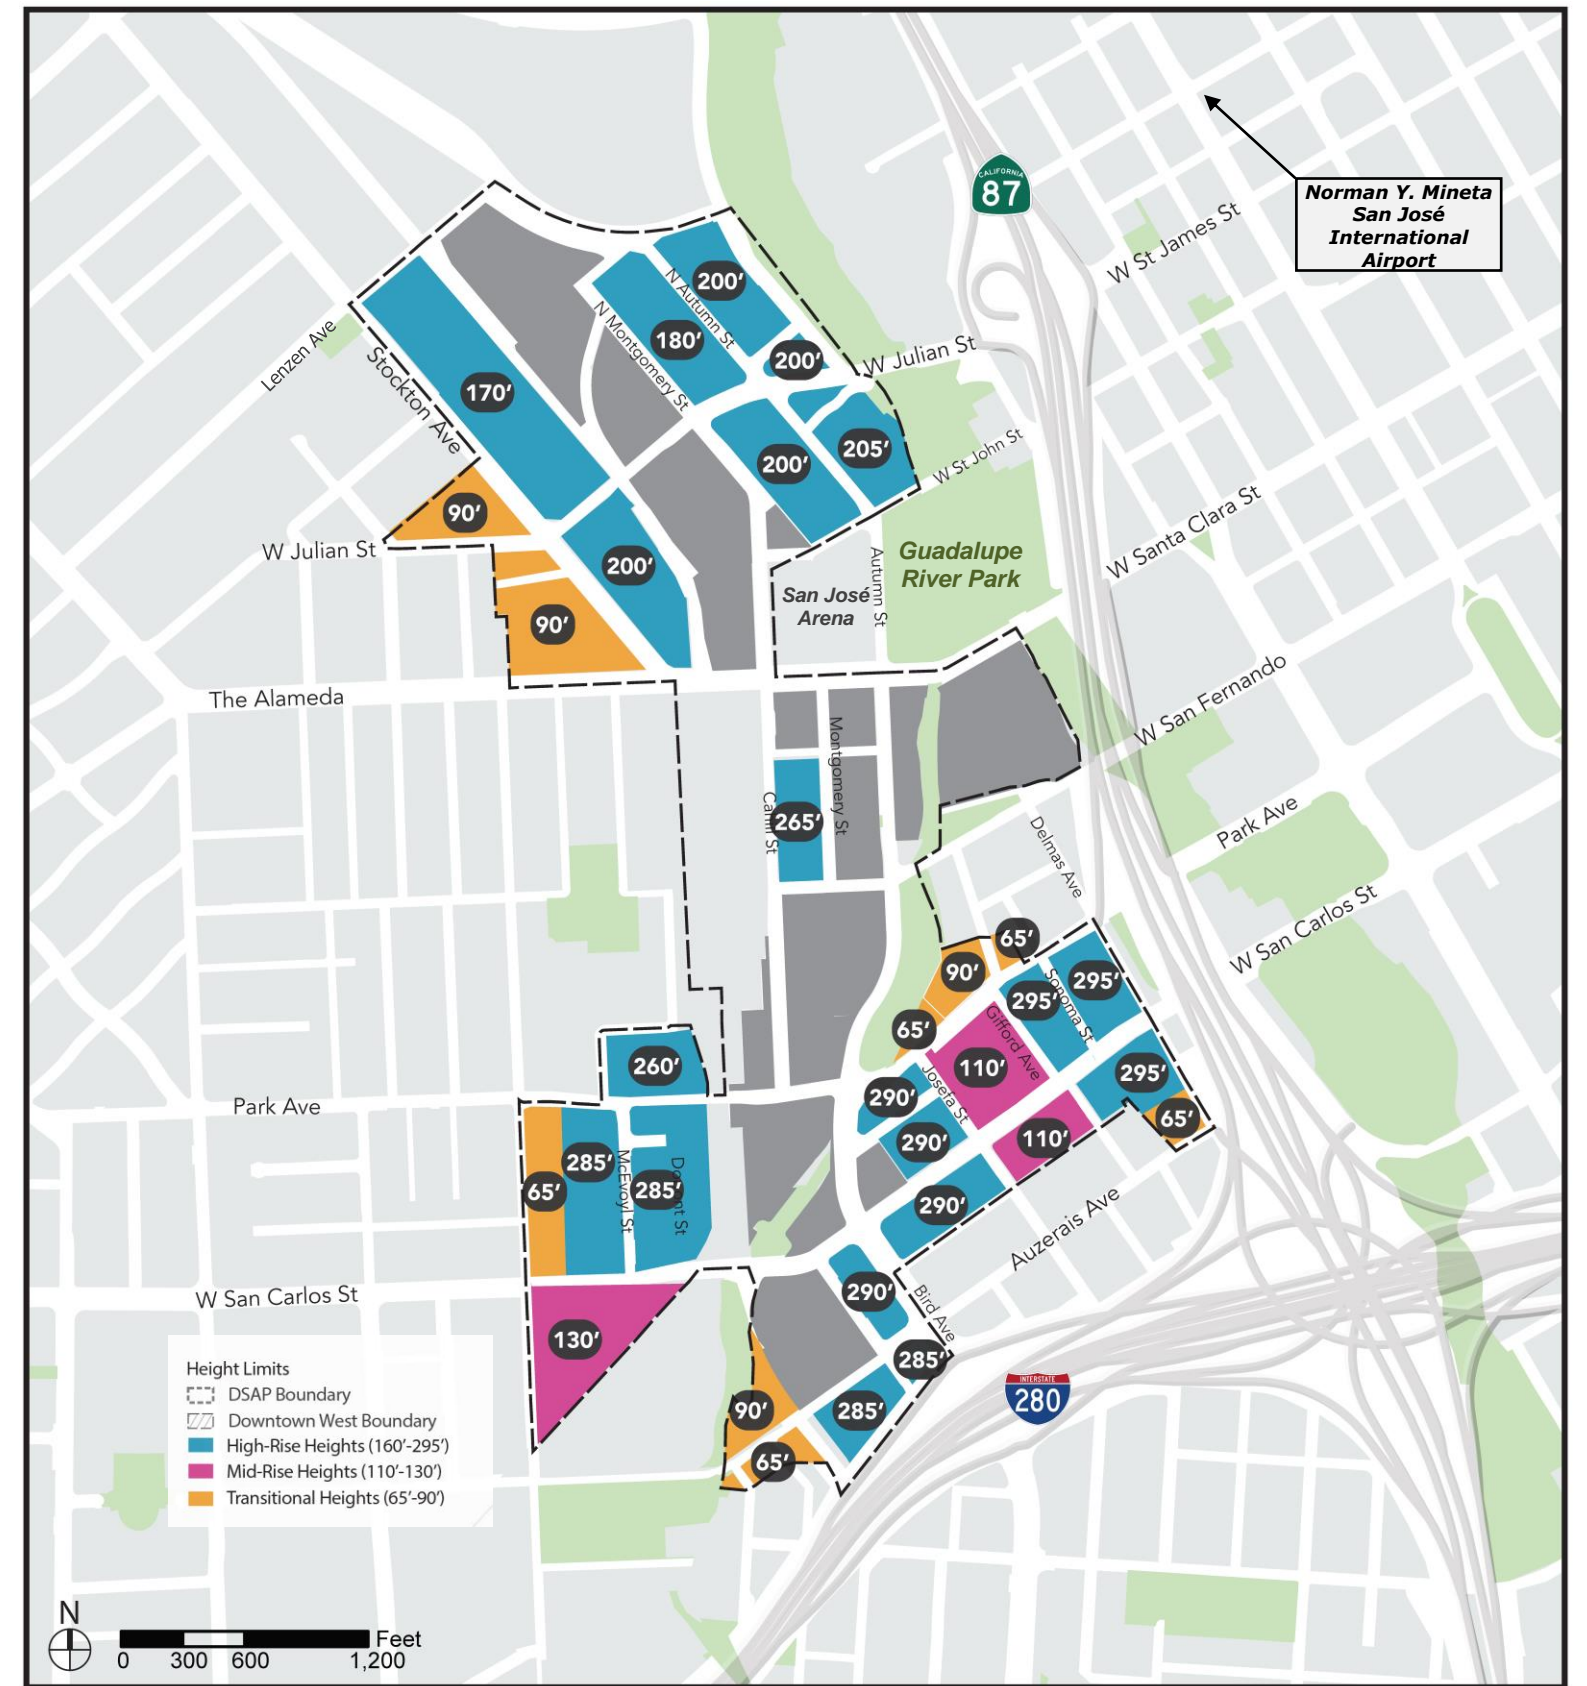 CALIFORNIA
87
Norman Y. Mineta
San José
International
Airport
W St James St
200'
N Autumn St
180'
N Montgomery St
200'
W Julian St
Lenzen Ave
Stockton Ave
170'
200'
205'
W St John St
90'
W Julian St
W Santa Clara St
Guadalupe
River Park
Autumn St
San José
Arena
200'
90'
The Alameda
W San Fernando
Montgomery St
Cahill St
265'
Delmas Ave
Park Ave
W San Carlos St
65'
90'
295'
295'
Sonoma St
65'
Gifford Ave
110'
295'
260'
Josefa St
290'
65'
Park Ave
290'
110'
285'
McEvoyl St
285'
65'
290'
Auzerais Ave
W San Carlos St
290'
Bird Ave
130'
285'
Height Limits
DSAP Boundary
Downtown West Boundary
High-Rise Heights (160'-295')
Mid-Rise Heights (110'-130')
Transitional Heights (65'-90')
90'
285'
65'
INTERSTATE
280
N
Feet
0 300 600 1,200